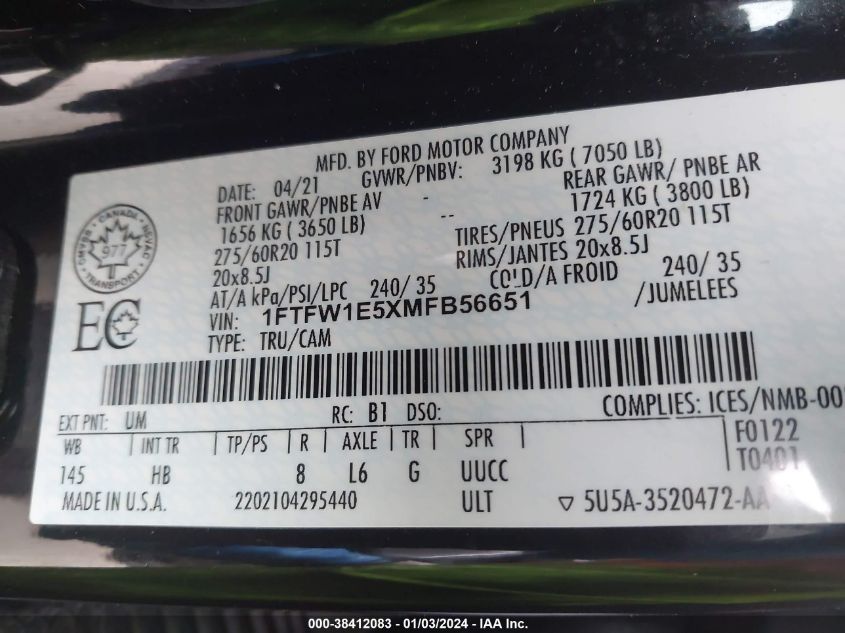 MFD. BY FORD MOTOR COMPANY
DATE: 04/21 GVWR/PNBV: 3198 KG ( 7050 LB)
FRONT GAWR/PNBE AV - REAR GAWR/ PNBE AR
1656 KG ( 3650 LB) -- 1724 KG ( 3800 LB)
275/60R20 115T TIRES/PNEUS 275/60R20 115T
20x8.5J RIMS/JANTES 20x8.5J
AT/A kPa/PSI/LPC 240/ 35 COLD/A FROID 240/ 35
VIN: 1FTFW1E5XMFB56651 /JUMELEES
TYPE: TRU/CAM
CANADA
CMVSS NSVAC
977
TRANSPORT
EC
EXT PNT: UM RC: B1 DSO: COMPLIES: ICES/NMB-00
WB | INT TR | TP/PS | R | AXLE | TR | SPR F0122
145 HB 8 L6 G UUCC T0401
MADE IN U.S.A. 2202104295440 ULT ▽ 5U5A-3520472-AA
000-38412083 - 01/03/2024 - IAA Inc.